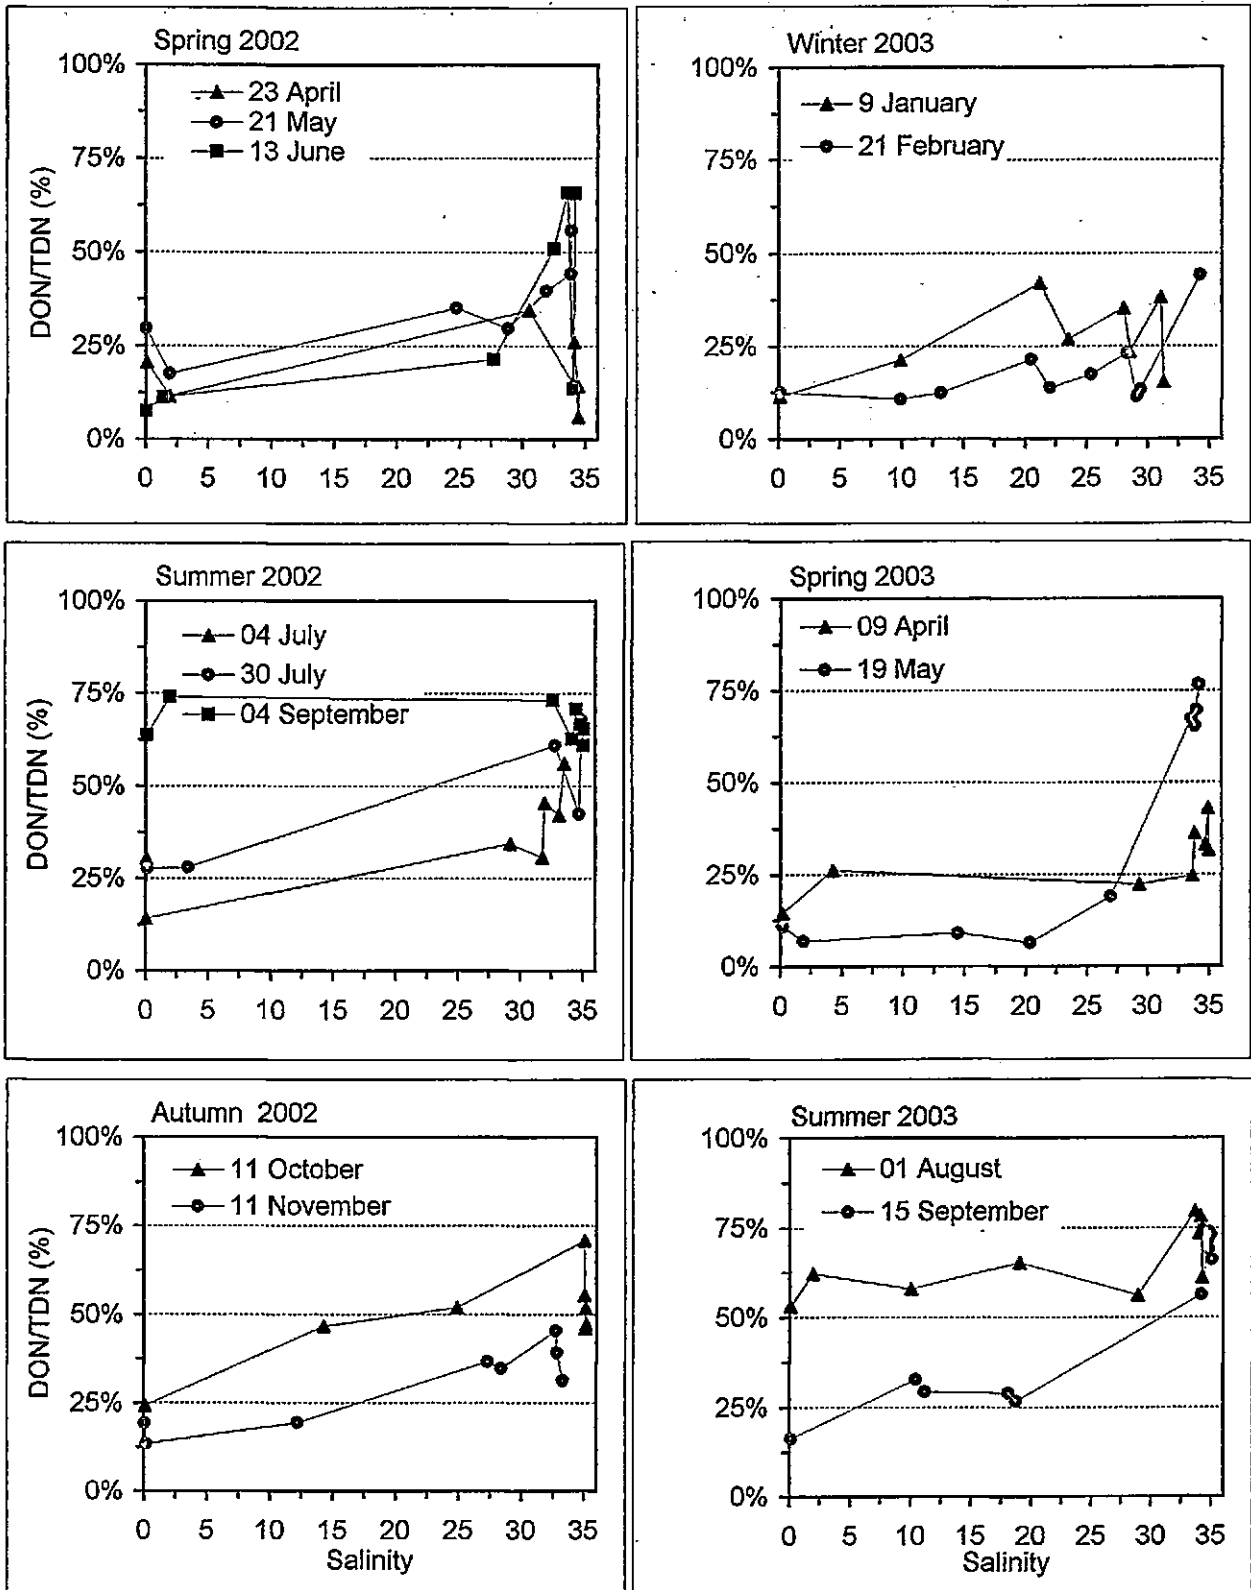 Spring 2002
100%
75%
50%
25%
0%
DON/TDN (%)
23 April
21 May
13 June
0 5 10 15 20 25 30 35
Winter 2003
100%
75%
50%
25%
0%
9 January
21 February
0 5 10 15 20 25 30 35
Summer 2002
100%
75%
50%
25%
0%
DON/TDN (%)
04 July
30 July
04 September
0 5 10 15 20 25 30 35
Spring 2003
100%
75%
50%
25%
0%
09 April
19 May
0 5 10 15 20 25 30 35
Autumn 2002
100%
75%
50%
25%
0%
DON/TDN (%)
11 October
11 November
0 5 10 15 20 25 30 35
Salinity
Summer 2003
100%
75%
50%
25%
0%
01 August
15 September
0 5 10 15 20 25 30 35
Salinity